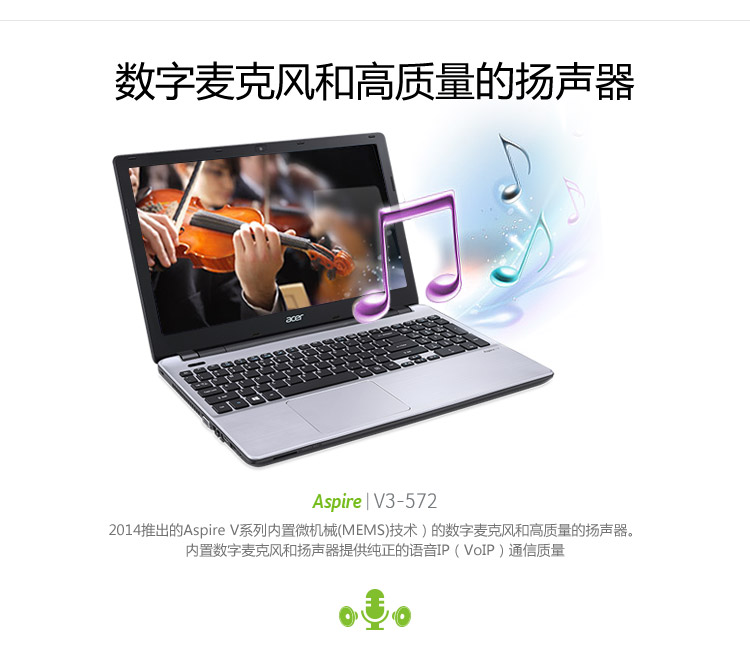 数字麦克风和高质量的扬声器
acer
Aspire | V3-572
2014推出的Aspire V系列内置微机械(MEMS)技术）的数字麦克风和高质量的扬声器。
内置数字麦克风和扬声器提供纯正的语音IP（VoIP）通信质量